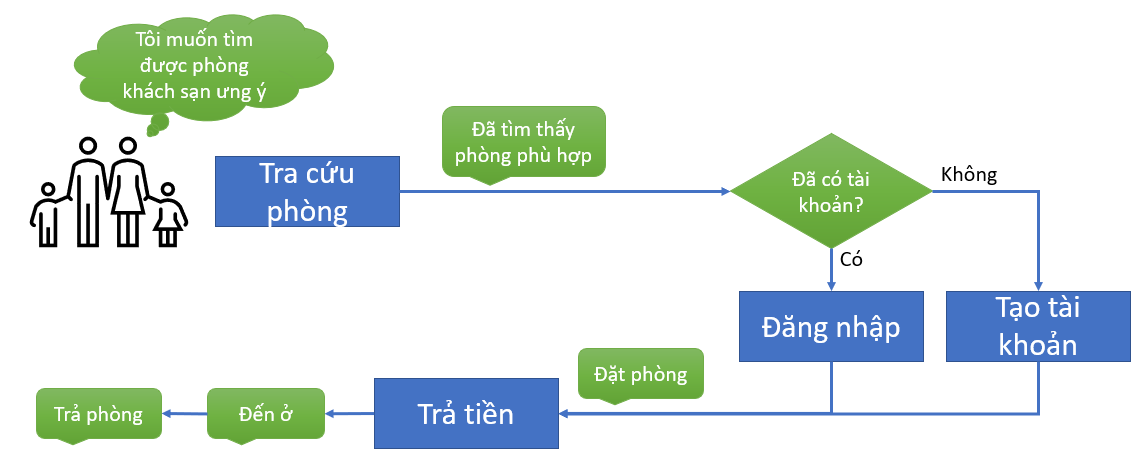 Tôi muốn tìm
được phòng
khách sạn ưng ý
Tra cứu
phòng
Đã tìm thấy
phòng phù hợp
Đã có tài
khoản?
Không
Có
Đăng nhập
Tạo tài
khoản
Đặt phòng
Trả tiền
Đến ở
Trả phòng